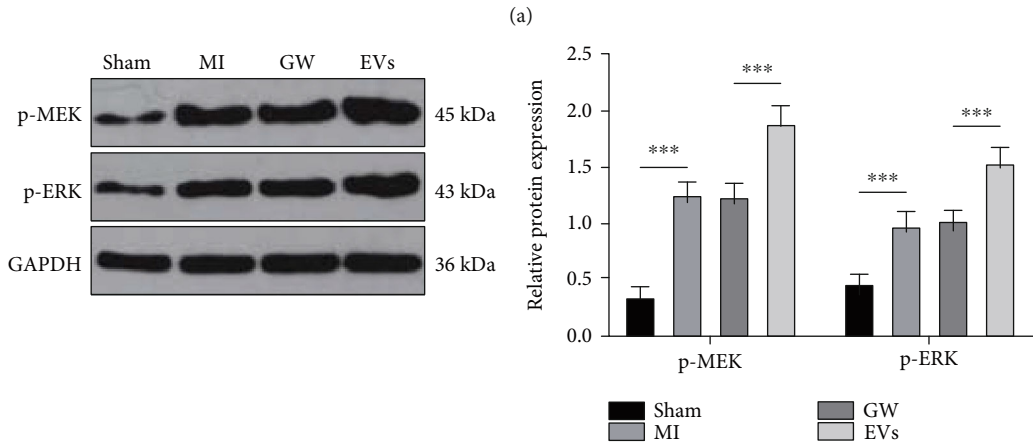 (a)
Sham MI GW EVs
p-MEK 45 kDa
p-ERK 43 kDa
GAPDH 36 kDa
Relative protein expression
2.5
2.0
1.5
1.0
0.5
0.0
***
***
***
***
p-MEK p-ERK
Sham GW
MI EVs